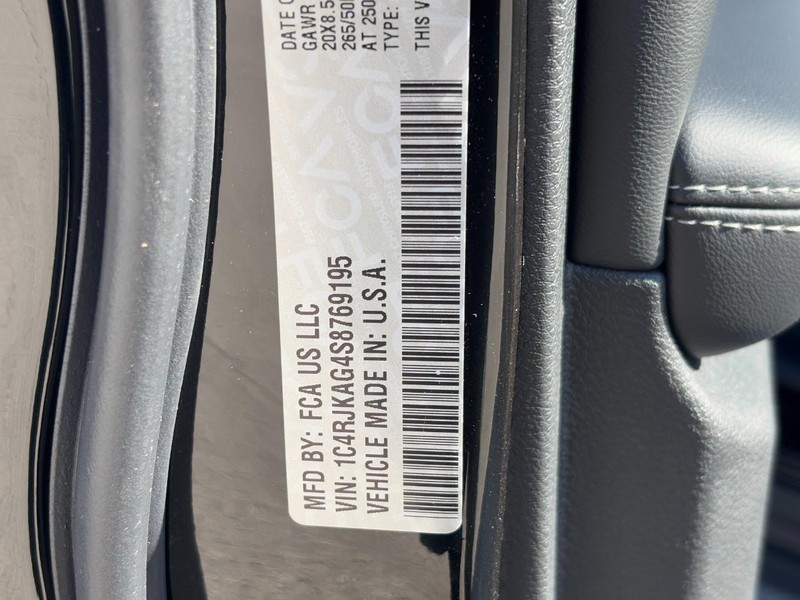 MFD BY: FCA US LLC
VIN: 1C4RJKAG4S8769195
VEHICLE MADE IN: U.S.A.
DATE O
GAWR
20X8.5
265/50
AT 250
TYPE:
THIS V